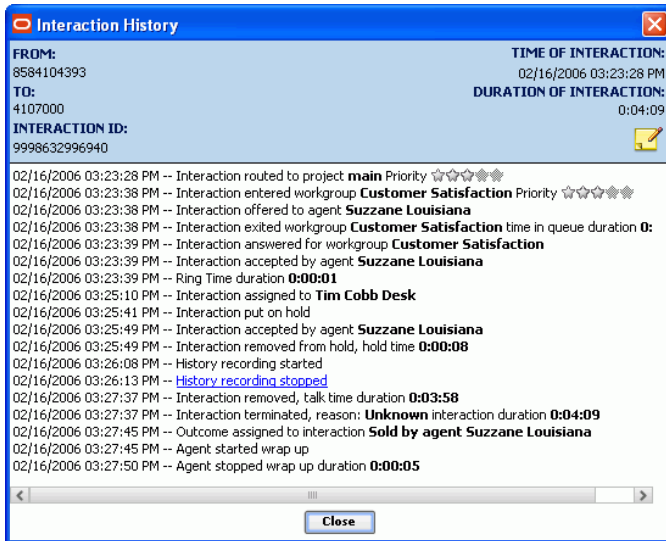 Interaction History
FROM:
8584104393
TO:
4107000
INTERACTION ID:
9998632996940
TIME OF INTERACTION:
02/16/2006 03:23:28 PM
DURATION OF INTERACTION:
0:04:09
02/16/2006 03:23:28 PM -- Interaction routed to project main Priority
02/16/2006 03:23:38 PM -- Interaction entered workgroup Customer Satisfaction Priority
02/16/2006 03:23:38 PM -- Interaction offered to agent Suzzane Louisiana
02/16/2006 03:23:38 PM -- Interaction exited workgroup Customer Satisfaction time in queue duration 0:
02/16/2006 03:23:39 PM -- Interaction answered for workgroup Customer Satisfaction
02/16/2006 03:23:39 PM -- Interaction accepted by agent Suzzane Louisiana
02/16/2006 03:23:39 PM -- Ring Time duration 0:00:01
02/16/2006 03:25:10 PM -- Interaction assigned to Tim Cobb Desk
02/16/2006 03:25:41 PM -- Interaction put on hold
02/16/2006 03:25:49 PM -- Interaction accepted by agent Suzzane Louisiana
02/16/2006 03:25:49 PM -- Interaction removed from hold, hold time 0:00:08
02/16/2006 03:26:08 PM -- History recording started
02/16/2006 03:26:13 PM -- History recording stopped
02/16/2006 03:27:37 PM -- Interaction removed, talk time duration 0:03:58
02/16/2006 03:27:37 PM -- Interaction terminated, reason: Unknown interaction duration 0:04:09
02/16/2006 03:27:45 PM -- Outcome assigned to interaction Sold by agent Suzzane Louisiana
02/16/2006 03:27:45 PM -- Agent started wrap up
02/16/2006 03:27:50 PM -- Agent stopped wrap up duration 0:00:05
Close